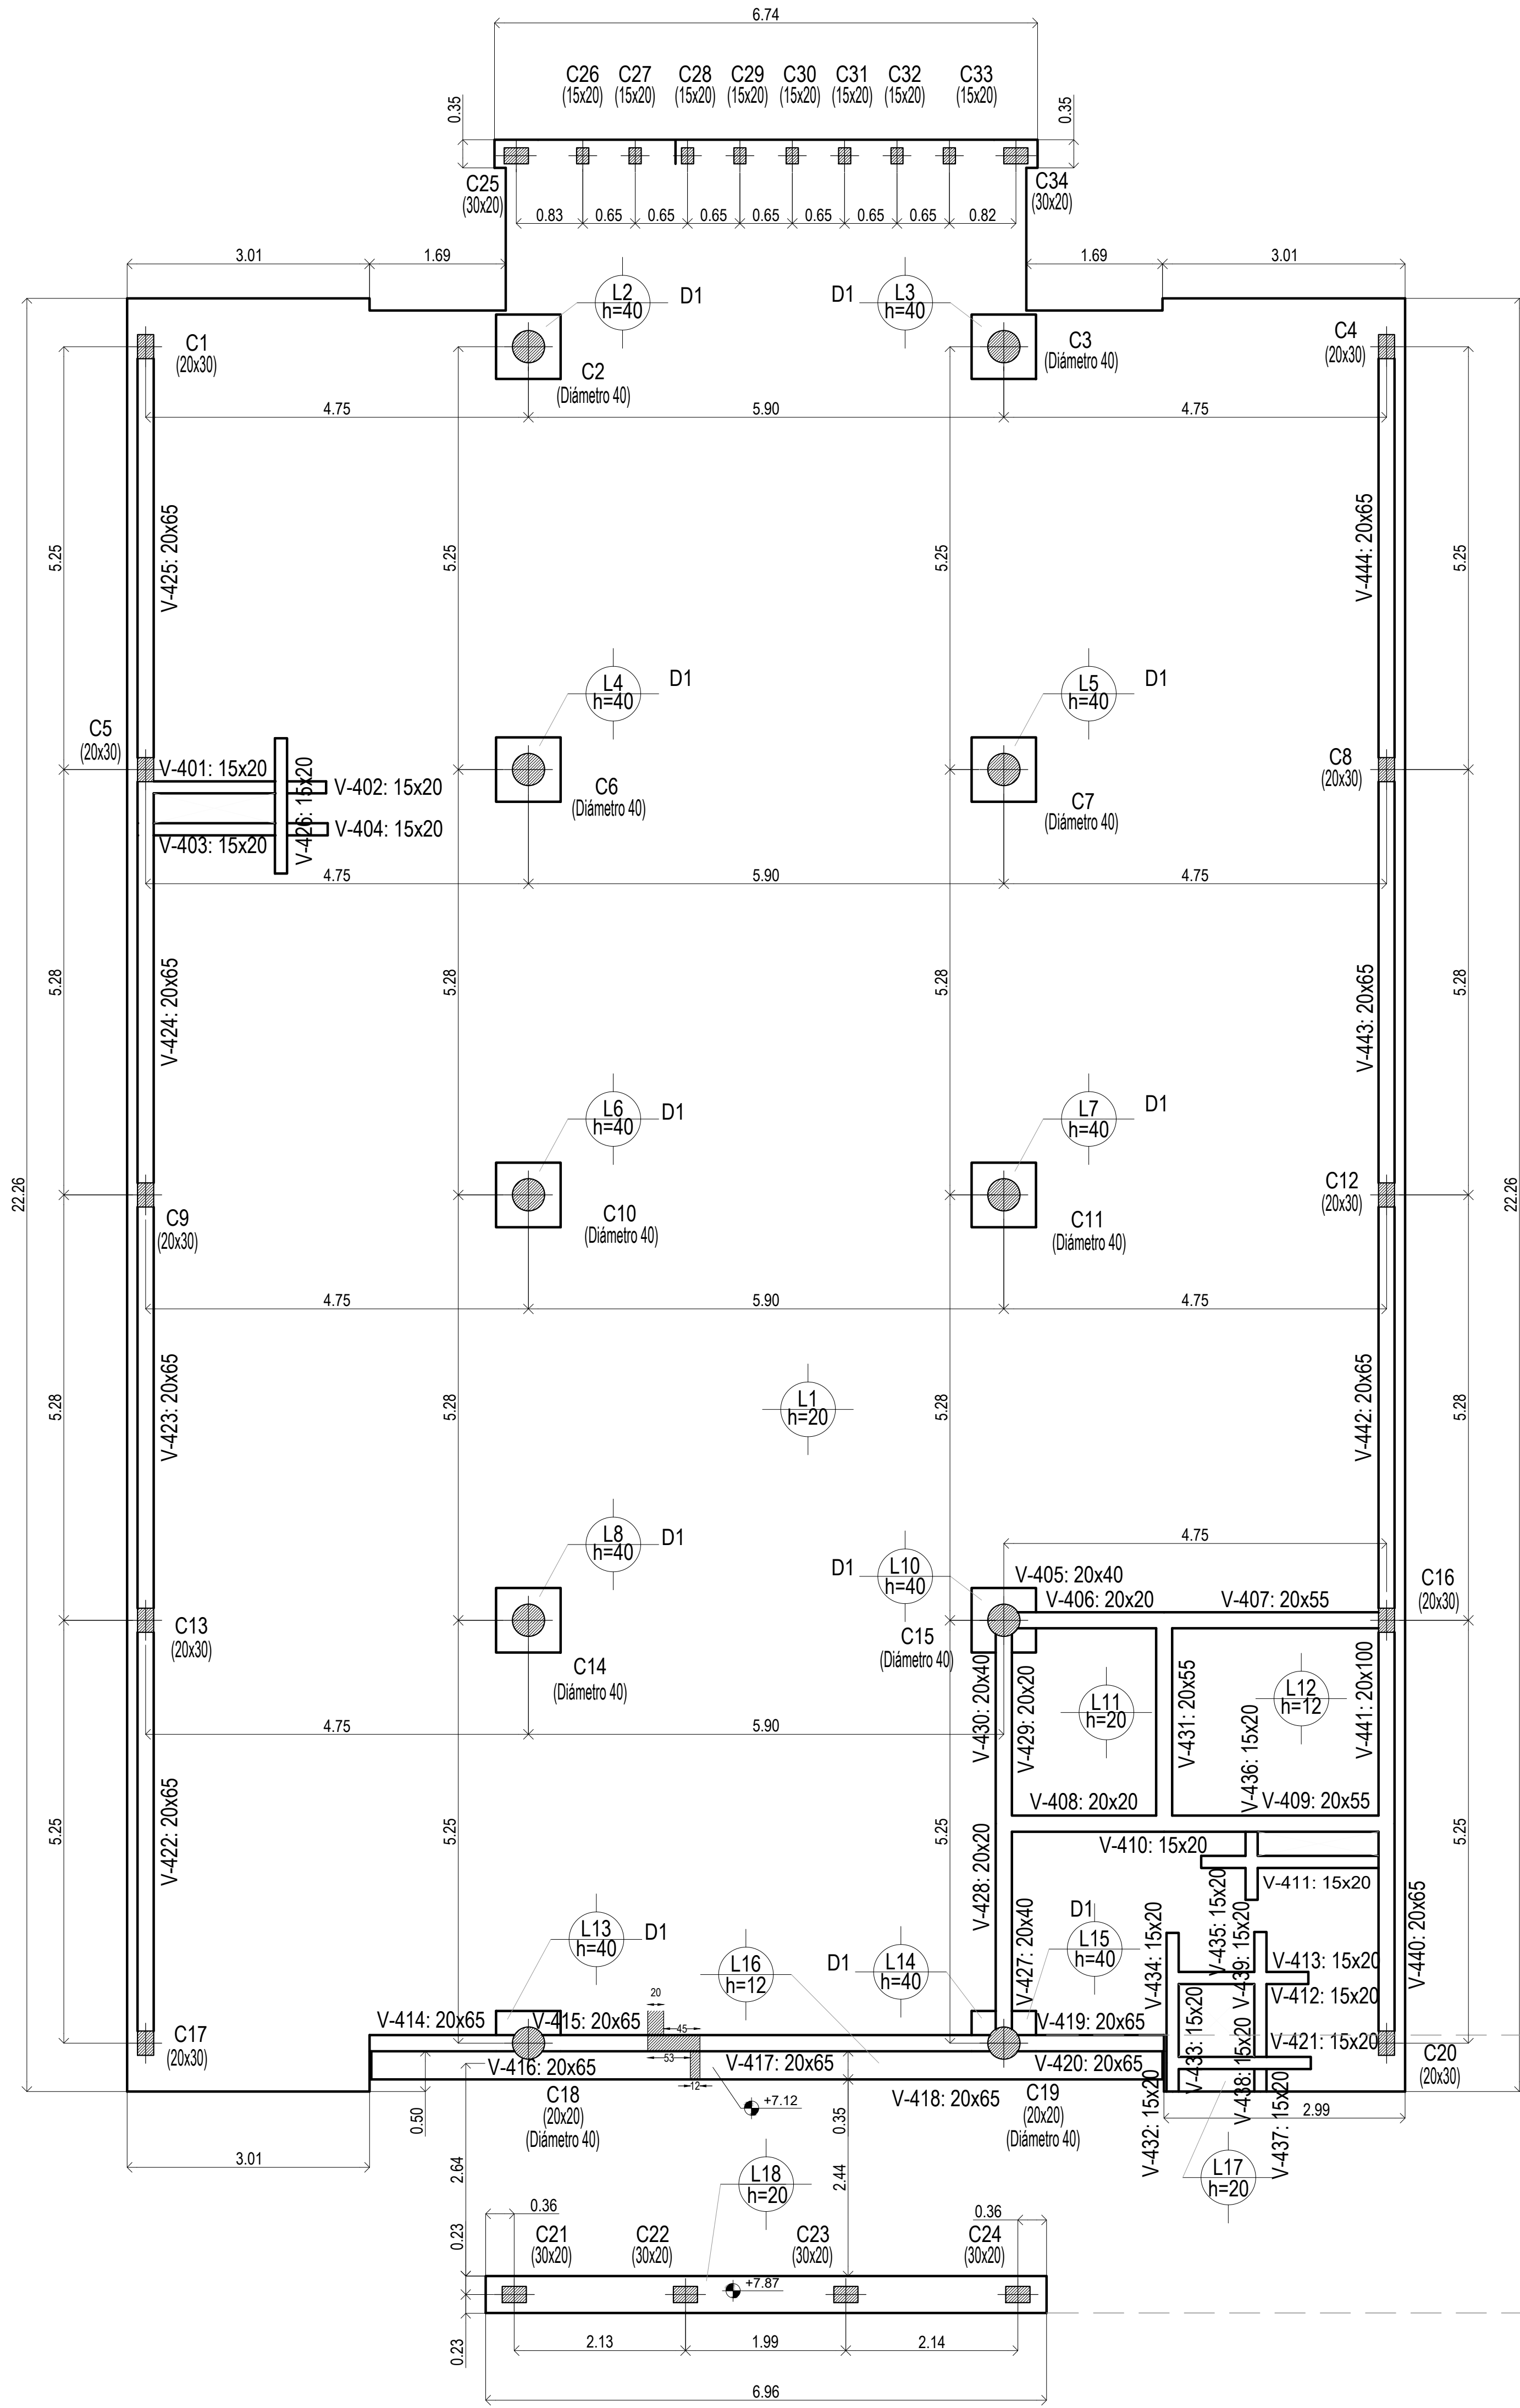 6.74
C26 C27 C28 C29 C30 C31 C32 C33
(15x20) (15x20) (15x20) (15x20) (15x20) (15x20) (15x20) (15x20)
0.35 0.35
C25 C34
(30x20) (30x20)
0.83 0.65 0.65 0.65 0.65 0.65 0.65 0.65 0.82
3.01 1.69 1.69 3.01
L2 D1 D1 L3
h=40 h=40
C1 C3 C4
(20x30) (Diámetro 40) (20x30)
C2
(Diámetro 40)
4.75 5.90 4.75
V-425: 20x65 V-444: 20x65
5.25 5.25 5.25 5.25
L4 D1 L5 D1
h=40 h=40
C5
(20x30)
V-401: 15x20
V-402: 15x20
V-426: 15x20
V-404: 15x20
V-403: 15x20
C6
(Diámetro 40)
C7
(Diámetro 40)
C8
(20x30)
4.75 5.90 4.75
5.28 5.28 5.28 5.28
V-424: 20x65 V-443: 20x65
L6 D1 L7 D1
h=40 h=40
22.26 22.26
C9 C10 C11 C12
(20x30) (Diámetro 40) (Diámetro 40) (20x30)
4.75 5.90 4.75
L1
h=20
5.28 5.28 5.28 5.28
V-423: 20x65 V-442: 20x65
L8 D1
h=40
4.75
D1 L10
h=40
V-405: 20x40
V-406: 20x20 V-407: 20x55
C16
(20x30)
C13
(20x30)
C14
(Diámetro 40)
C15
(Diámetro 40)
4.75 5.90
V-430: 20x40
V-429: 20x20
L11
h=20
V-431: 20x55
L12
h=12
V-436: 15x20
V-441: 20x100
V-408: 20x20 V-409: 20x55
V-410: 15x20
V-411: 15x20
5.25 5.25 5.25 5.25
V-422: 20x65
V-428: 20x20
V-427: 20x40
L13 D1
h=40
L16
h=12
D1 L14
h=40
D1
L15
h=40
V-434: 15x20
V-435: 15x20
V-439: 15x20
V-413: 15x20
V-412: 15x20
V-440: 20x65
V-421: 15x20
V-433: 15x20
V-438: 15x20
V-432: 15x20
V-437: 15x20
20
45
53
12
V-414: 20x65 V-415: 20x65 V-419: 20x65
V-416: 20x65 V-417: 20x65 V-420: 20x65
V-418: 20x65
C17
(20x30)
C18
(20x20)
(Diámetro 40)
+7.12
C19
(20x20)
(Diámetro 40)
C20
(20x30)
0.50 0.35
2.99
3.01
2.64 2.44
L18
h=20
L17
h=20
0.36 0.36
0.23
C21 C22 C23 C24
(30x20) (30x20) (30x20) (30x20)
+7.87
0.23
2.13 1.99 2.14
6.96